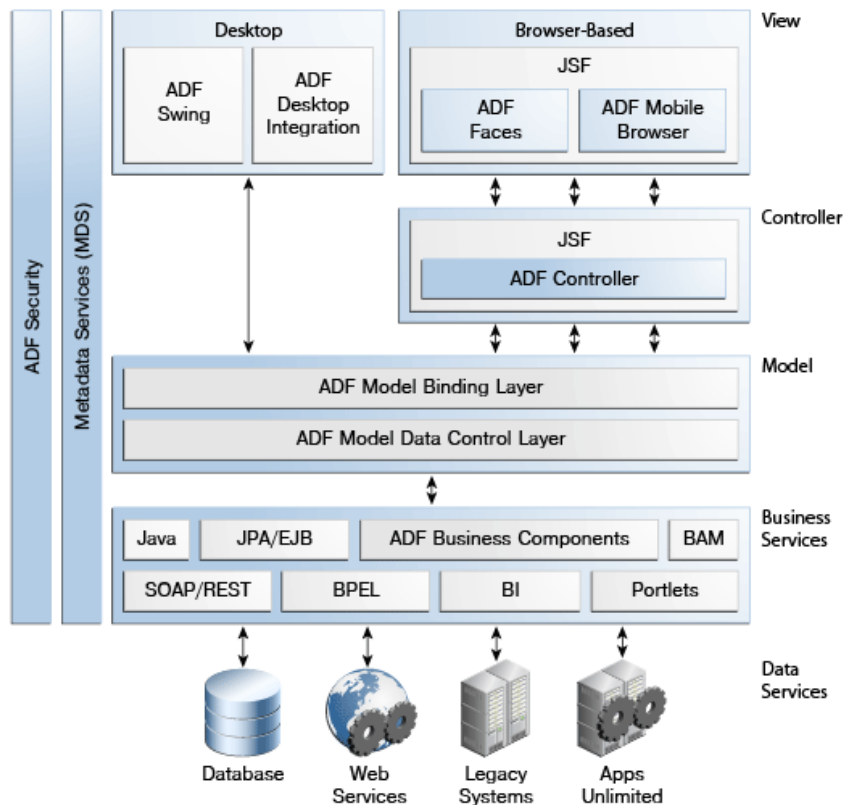 Desktop
Browser-Based
View
ADF
Swing
ADF
Desktop
Integration
JSF
ADF
Faces
ADF Mobile
Browser
Controller
JSF
ADF Controller
ADF Security
Metadata Services (MDS)
Model
ADF Model Binding Layer
ADF Model Data Control Layer
Business
Services
Java
JPA/EJB
ADF Business Components
BAM
SOAP/REST
BPEL
BI
Portlets
Data
Services
Database
Web
Services
Legacy
Systems
Apps
Unlimited